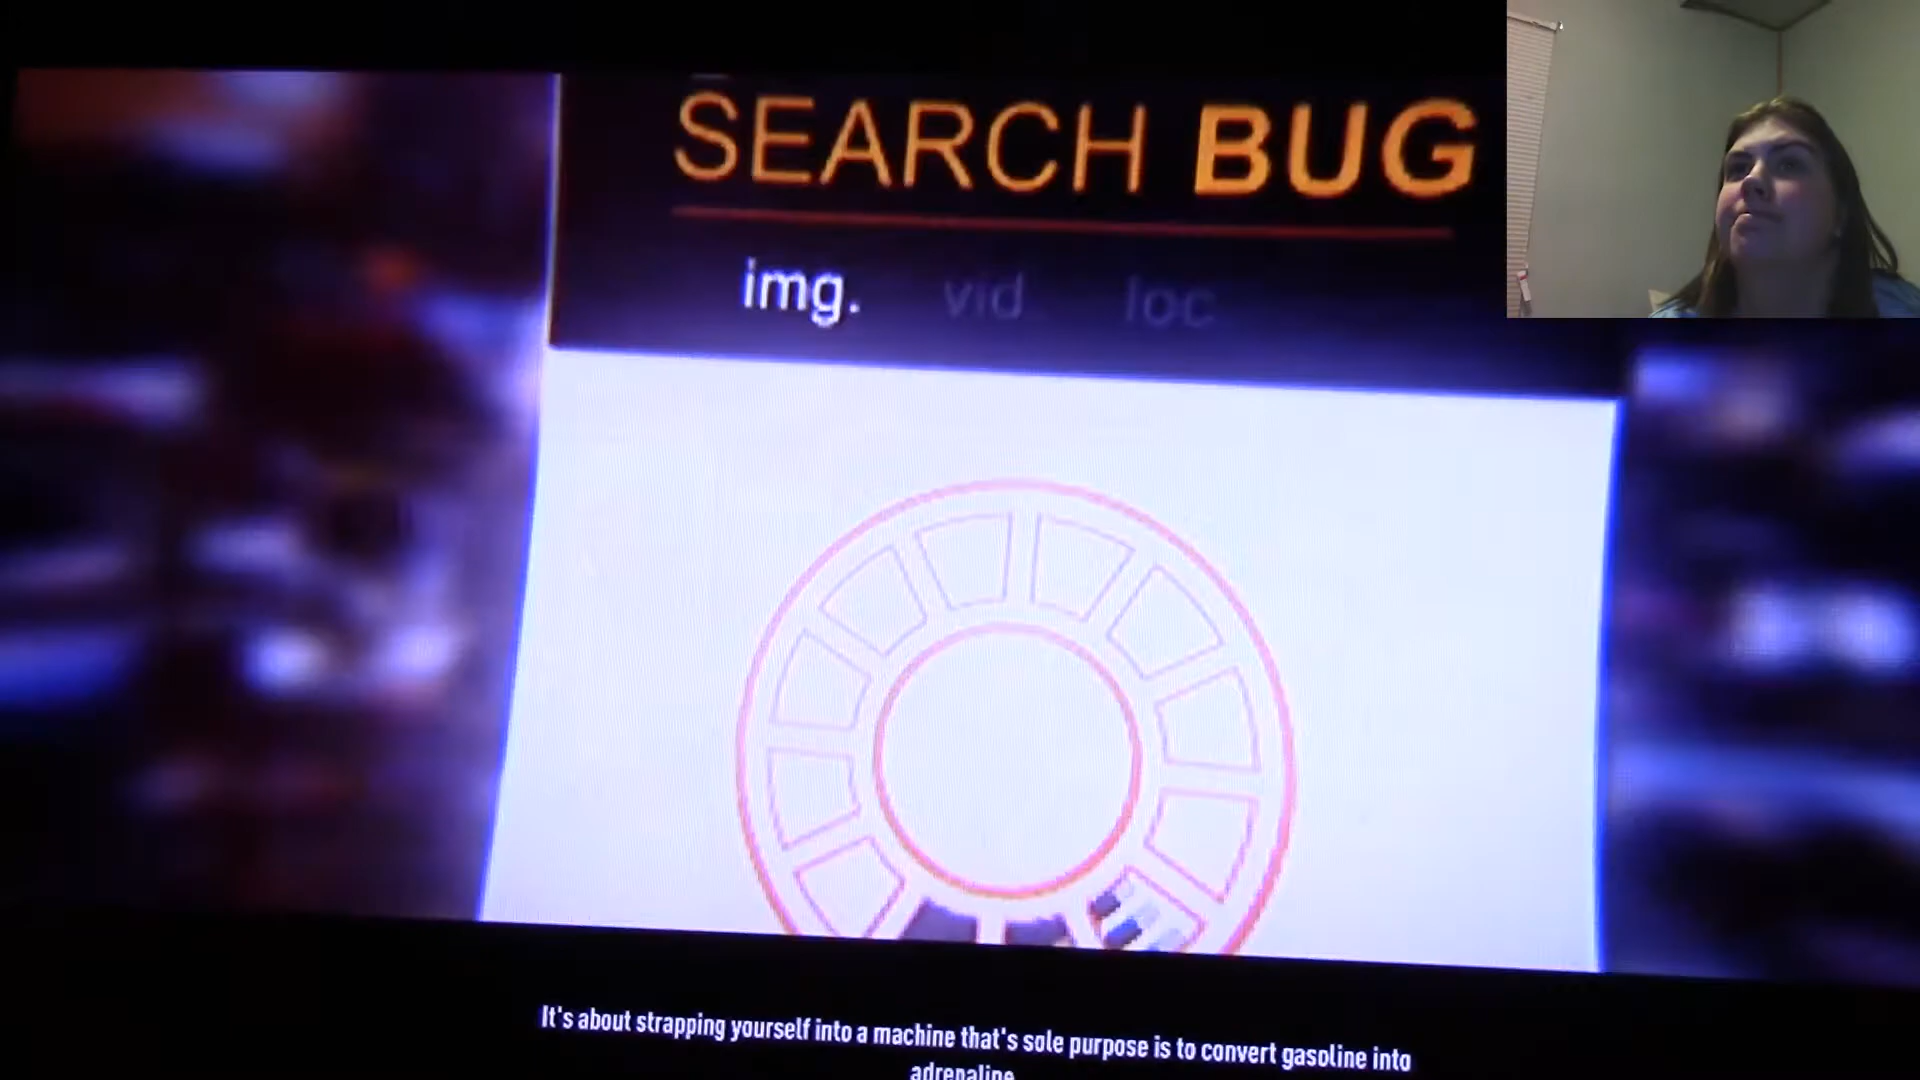 SEARCH BUG
img. vid loc
It's about strapping yourself into a machine that's sole purpose is to convert gasoline into
adrenaline